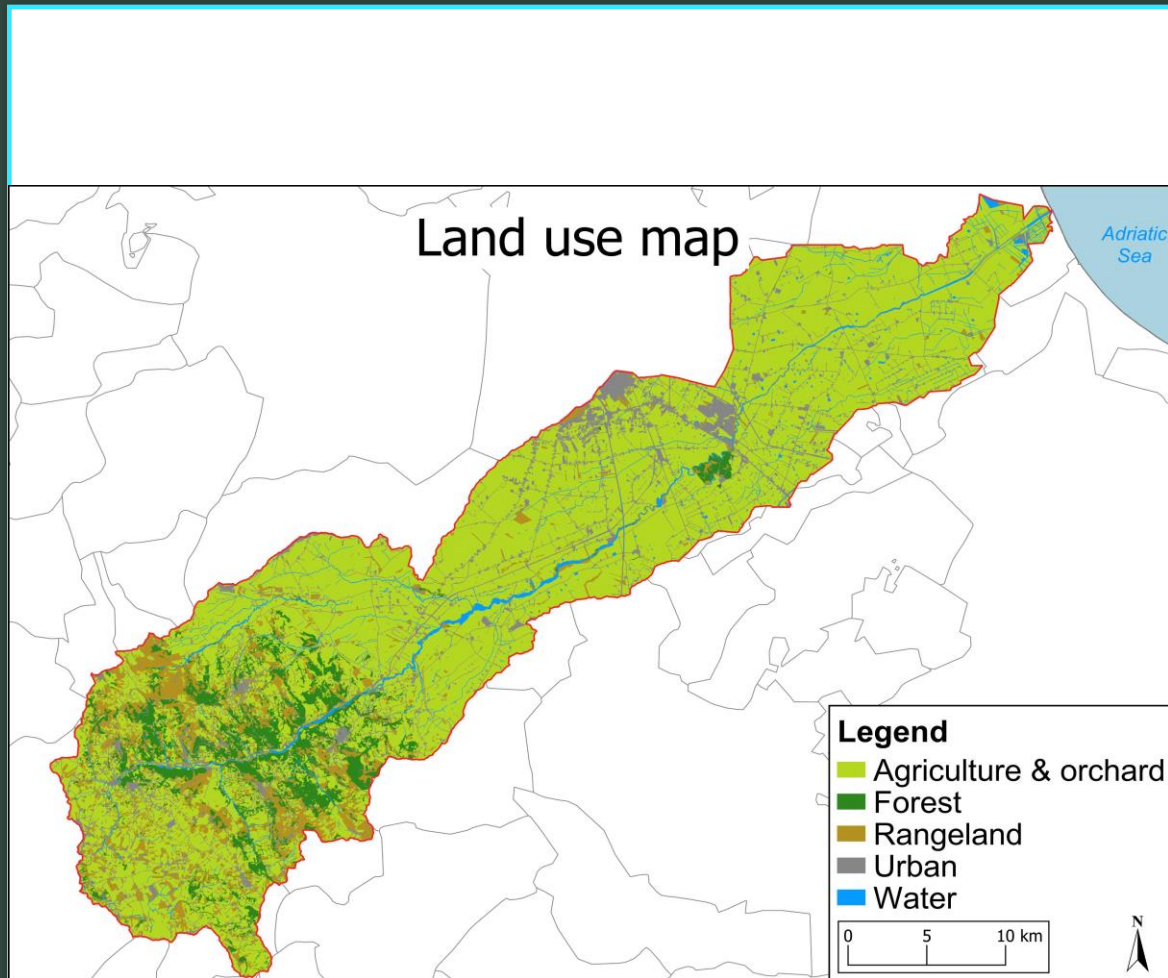 Land use map
Adriatic
Sea
Legend
Agriculture & orchard
Forest
Rangeland
Urban
Water
0 5 10 km
N